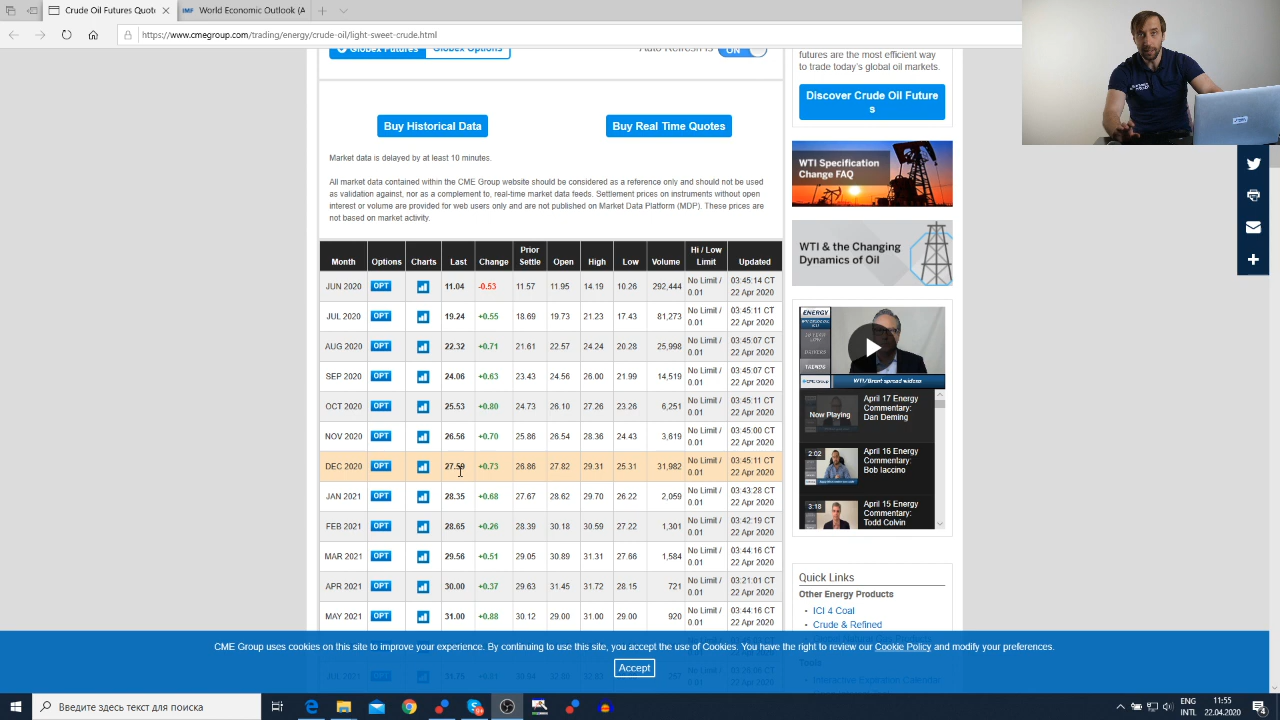 Crude Oil Futures Quot
World Economic Outlook (A
https://www.cmegroup.com/trading/energy/crude-oil/light-sweet-crude.html
Globex Futures
Globex Options
Auto Refresh Is
ON
Buy Historical Data
Buy Real Time Quotes
Market data is delayed by at least 10 minutes.
All market data contained within the CME Group website should be considered as a reference only and should not be used
as validation against, nor as a complement to, real-time market data feeds. Settlement prices on instruments without open
interest or volume are provided for web users only and are not published on Market Data Platform (MDP). These prices are
not based on market activity.
Month Options Charts Last Change Prior Settle Open High Low Volume Hi / Low Limit Updated
JUN 2020 OPT 11.04 -0.53 11.57 11.95 14.19 10.26 292,444 No Limit / 0.01 03:45:14 CT 22 Apr 2020
JUL 2020 OPT 19.24 +0.55 18.69 19.73 21.23 17.43 81,273 No Limit / 0.01 03:45:11 CT 22 Apr 2020
AUG 2020 OPT 22.32 +0.71 21.61 22.57 24.24 20.28 25,998 No Limit / 0.01 03:45:07 CT 22 Apr 2020
SEP 2020 OPT 24.06 +0.63 23.43 24.56 26.00 21.99 14,519 No Limit / 0.01 03:45:07 CT 22 Apr 2020
OCT 2020 OPT 25.53 +0.80 24.73 26.10 27.26 23.26 6,251 No Limit / 0.01 03:45:11 CT 22 Apr 2020
NOV 2020 OPT 26.56 +0.70 25.86 26.54 28.36 24.43 3,619 No Limit / 0.01 03:45:00 CT 22 Apr 2020
DEC 2020 OPT 27.59 +0.73 26.86 27.82 29.31 25.31 31,982 No Limit / 0.01 03:45:11 CT 22 Apr 2020
JAN 2021 OPT 28.35 +0.68 27.67 28.62 29.70 26.22 2,059 No Limit / 0.01 03:43:28 CT 22 Apr 2020
FEB 2021 OPT 28.65 +0.26 28.39 30.18 30.59 27.22 1,301 No Limit / 0.01 03:42:19 CT 22 Apr 2020
MAR 2021 OPT 29.56 +0.51 29.05 30.89 31.31 27.66 1,584 No Limit / 0.01 03:44:16 CT 22 Apr 2020
APR 2021 OPT 30.00 +0.37 29.63 31.45 31.72 28.15 721 No Limit / 0.01 03:21:01 CT 22 Apr 2020
MAY 2021 OPT 31.00 +0.88 30.12 29.00 31.00 29.00 920 No Limit / 0.01 03:44:16 CT 22 Apr 2020
futures are the most efficient way
to trade today's global oil markets.
Discover Crude Oil Future
s
WTI Specification
Change FAQ
WTI & the Changing
Dynamics of Oil
ENERGY
TRENDS
CME Group
WTI/Brent spread widens
Now Playing
April 17 Energy
Commentary:
Dan Deming
2:02
April 16 Energy
Commentary:
Bob Iaccino
3:18
April 15 Energy
Commentary:
Todd Colvin
Quick Links
Other Energy Products
ICI 4 Coal
Crude & Refined
Tools
CME Group uses cookies on this site to improve your experience. By continuing to use this site, you accept the use of Cookies. You have the right to review our Cookie Policy and modify your preferences.
Accept
JUL 2021
Interactive Expiration Calendar
Введите здесь текст для поиска
ENG
INTL
11:55
22.04.2020
4